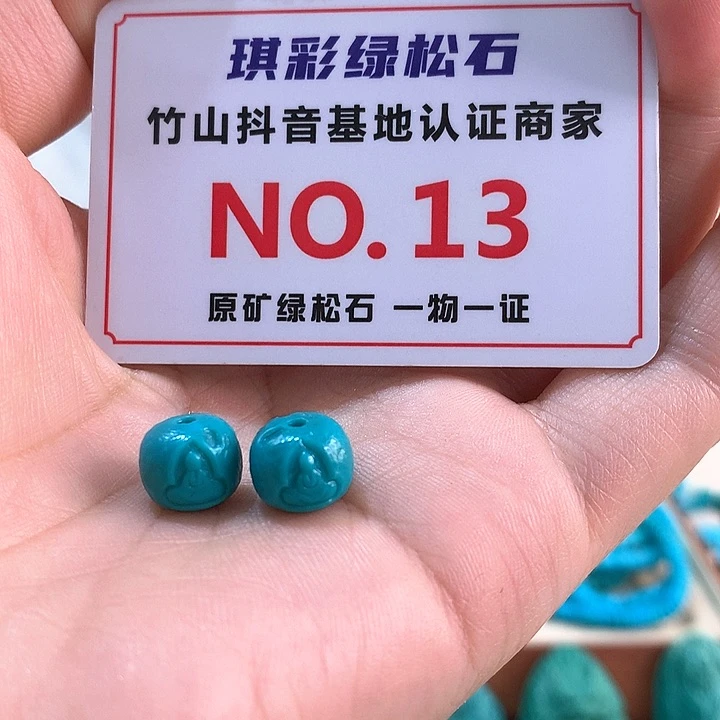 琪彩绿松石
竹山抖音基地认证商家
NO.13
原矿绿松石 一物一证